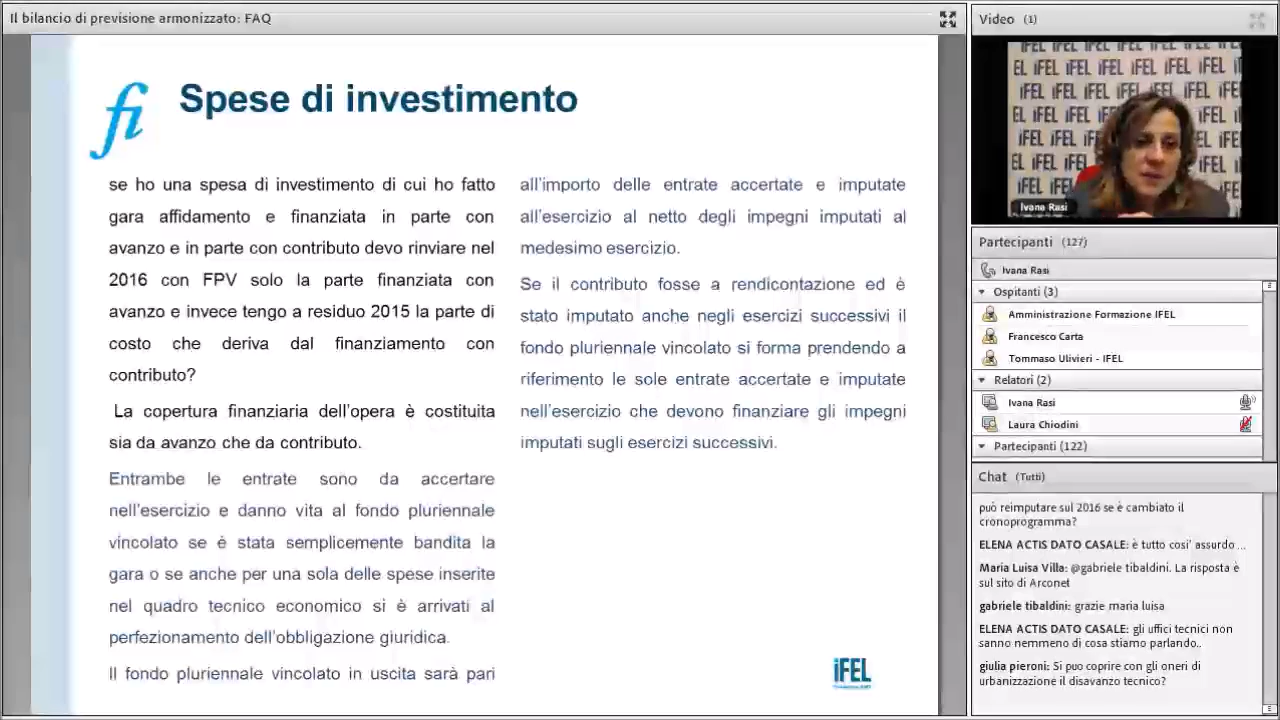 Il bilancio di previsione armonizzato: FAQ
Spese di investimento
se ho una spesa di investimento di cui ho fatto
gara affidamento e finanziata in parte con
avanzo e in parte con contributo devo rinviare nel
2016 con FPV solo la parte finanziata con
avanzo e invece tengo a residuo 2015 la parte di
costo che deriva dal finanziamento con
contributo?
La copertura finanziaria dell'opera è costituita
sia da avanzo che da contributo.
Entrambe le entrate sono da accertare
nell'esercizio e danno vita al fondo pluriennale
vincolato se è stata semplicemente bandita la
gara o se anche per una sola delle spese inserite
nel quadro tecnico economico si è arrivati al
perfezionamento dell'obbligazione giuridica.
Il fondo pluriennale vincolato in uscita sarà pari
all'importo delle entrate accertate e imputate
all'esercizio al netto degli impegni imputati al
medesimo esercizio.
Se il contributo fosse a rendicontazione ed è
stato imputato anche negli esercizi successivi il
fondo pluriennale vincolato si forma prendendo a
riferimento le sole entrate accertate e imputate
nell'esercizio che devono finanziare gli impegni
imputati sugli esercizi successivi.
iFEL
Video (1)
Ivana Rasi
Partecipanti (127)
Ivana Rasi
Ospitanti (3)
Amministrazione Formazione IFEL
Francesco Carta
Tommaso Ulivieri - IFEL
Relatori (2)
Ivana Rasi
Laura Chiodini
Partecipanti (122)
Chat (Tutti)
può reimputare sul 2016 se è cambiato il
cronoprogramma?
ELENA ACTIS DATO CASALE: è tutto cosi' assurdo ...
Maria Luisa Villa: @gabriele tibaldini. La risposta è
sul sito di Arconet
gabriele tibaldini: grazie maria luisa
ELENA ACTIS DATO CASALE: gli uffici tecnici non
sanno nemmeno di cosa stiamo parlando..
giulia pieroni: Si puo coprire con gli oneri di
urbanizzazione il disavanzo tecnico?